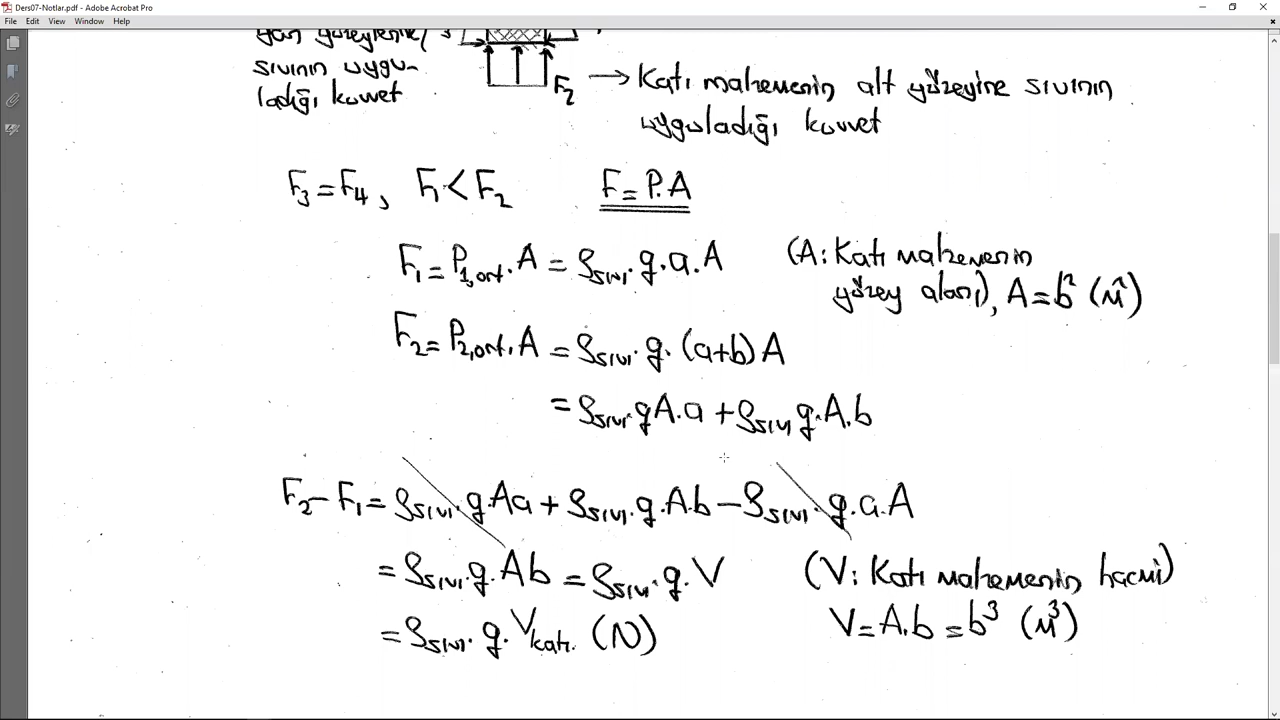 Ders07-Notlar.pdf - Adobe Acrobat Pro
File Edit View Window Help
yan yüzeylerine
sıvının uygu-
ladığı kuvvet
F₂ → Katı malzemenin alt yüzeyine sıvının
uyguladığı kuvvet
F₃ = F₄, F₁ < F₂ F = P.A
F₁ = P₁,ort. A = ρsıvı. g. a. A (A: Katı malzemenin
yüzey alanı), A = b² (m²)
F₂ = P₂,ort. A = ρsıvı. g. (a+b) A
= ρsıvı. g A. a + ρsıvı g. A. b
F₂ - F₁ = ρsıvı. g. A a + ρsıvı. g. A. b - ρsıvı. g. a. A
= ρsıvı. g. A b = ρsıvı. g. V (V: Katı malzemenin hacmi)
= ρsıvı. g. Vkatı. (N) V = A. b = b³ (m³)